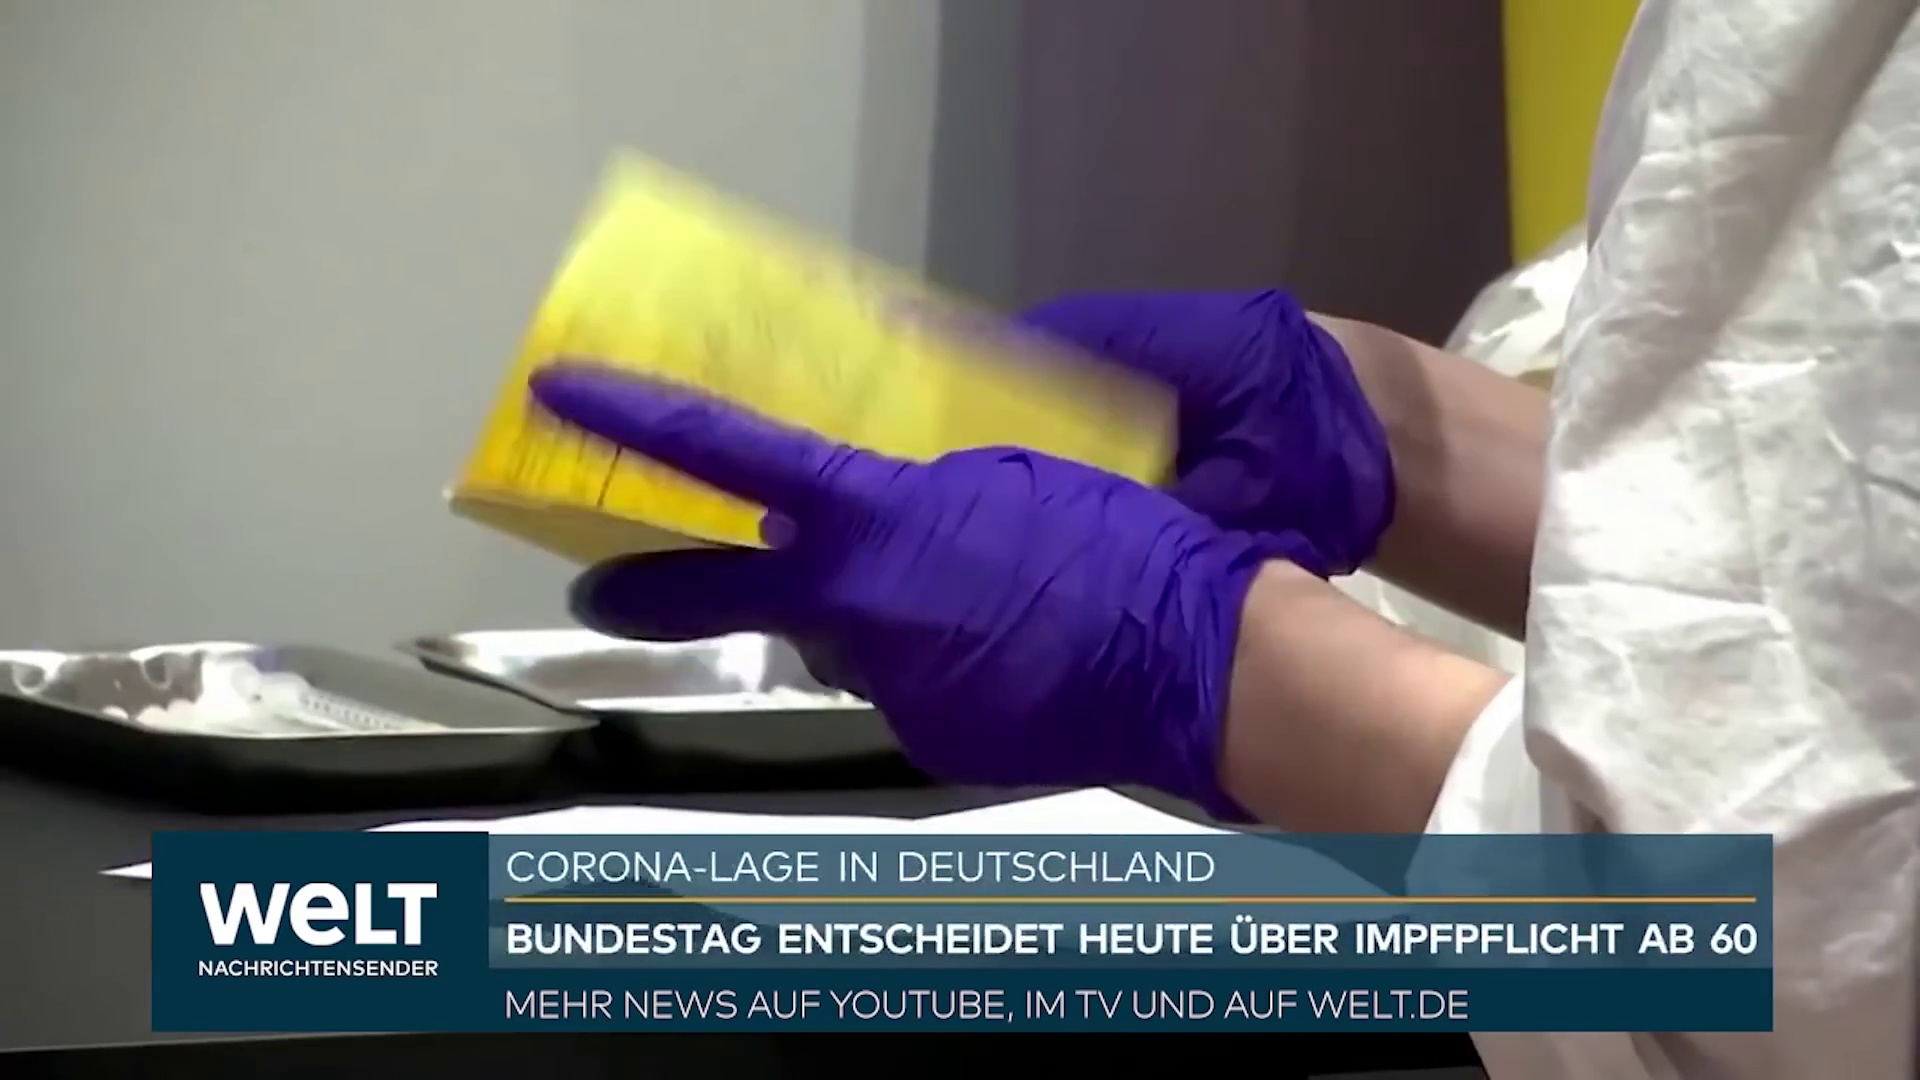 CORONA-LAGE IN DEUTSCHLAND
WELT
NACHRICHTENSENDER
BUNDESTAG ENTSCHEIDET HEUTE ÜBER IMPFPFLICHT AB 60
MEHR NEWS AUF YOUTUBE, IM TV UND AUF WELT.DE